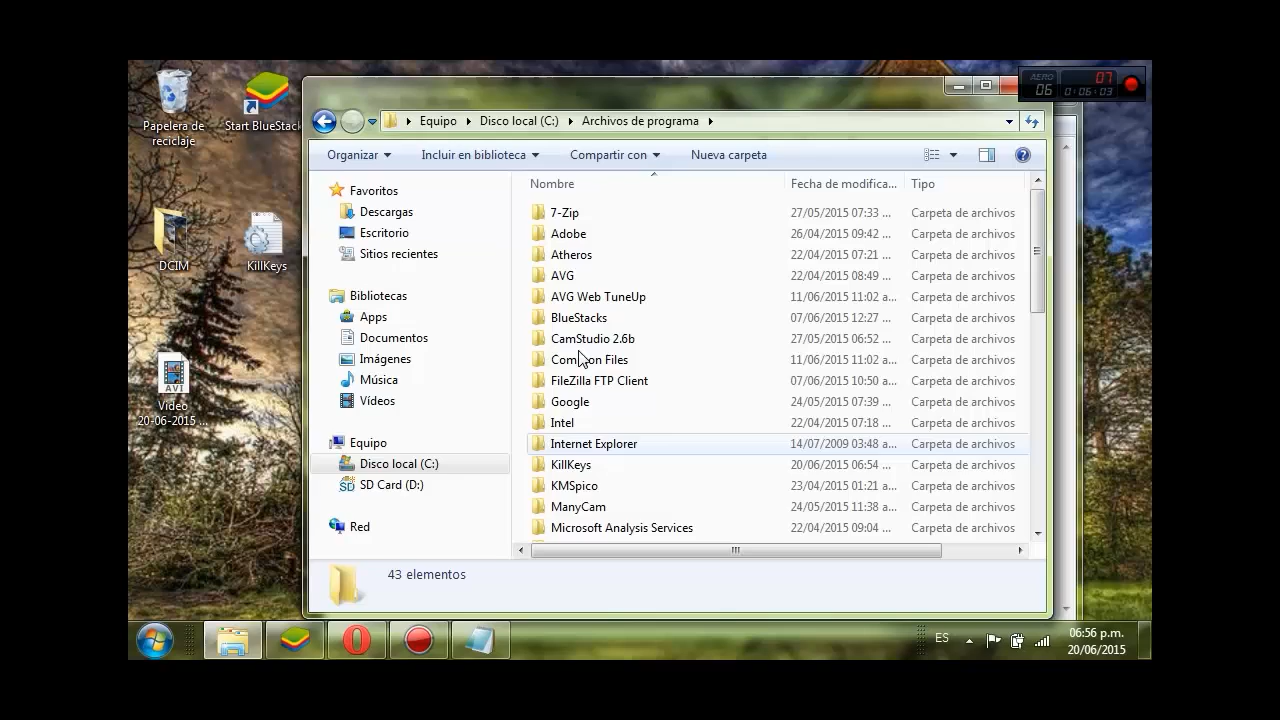 AERO
06
07
0:06:03
Papelera de
reciclaje
Start BlueStack
DCIM
KillKeys
AVI
Video
20-06-2015 ...
Equipo
Disco local (C:)
Archivos de programa
Organizar
Incluir en biblioteca
Compartir con
Nueva carpeta
Favoritos
Descargas
Escritorio
Sitios recientes
Bibliotecas
Apps
Documentos
Imágenes
Música
Vídeos
Equipo
Disco local (C:)
SD Card (D:)
Red
Nombre Fecha de modifica... Tipo
7-Zip 27/05/2015 07:33 ... Carpeta de archivos
Adobe 26/04/2015 09:42 ... Carpeta de archivos
Atheros 22/04/2015 07:21 ... Carpeta de archivos
AVG 22/04/2015 08:49 ... Carpeta de archivos
AVG Web TuneUp 11/06/2015 11:02 a... Carpeta de archivos
BlueStacks 07/06/2015 12:27 ... Carpeta de archivos
CamStudio 2.6b 27/05/2015 06:52 ... Carpeta de archivos
Common Files 11/06/2015 11:02 a... Carpeta de archivos
FileZilla FTP Client 07/06/2015 10:50 a... Carpeta de archivos
Google 24/05/2015 07:39 ... Carpeta de archivos
Intel 22/04/2015 07:18 ... Carpeta de archivos
Internet Explorer 14/07/2009 03:48 a... Carpeta de archivos
KillKeys 20/06/2015 06:54 ... Carpeta de archivos
KMSpico 23/04/2015 01:21 a... Carpeta de archivos
ManyCam 24/05/2015 11:38 a... Carpeta de archivos
Microsoft Analysis Services 22/04/2015 09:04 ... Carpeta de archivos
43 elementos
ES
06:56 p.m.
20/06/2015